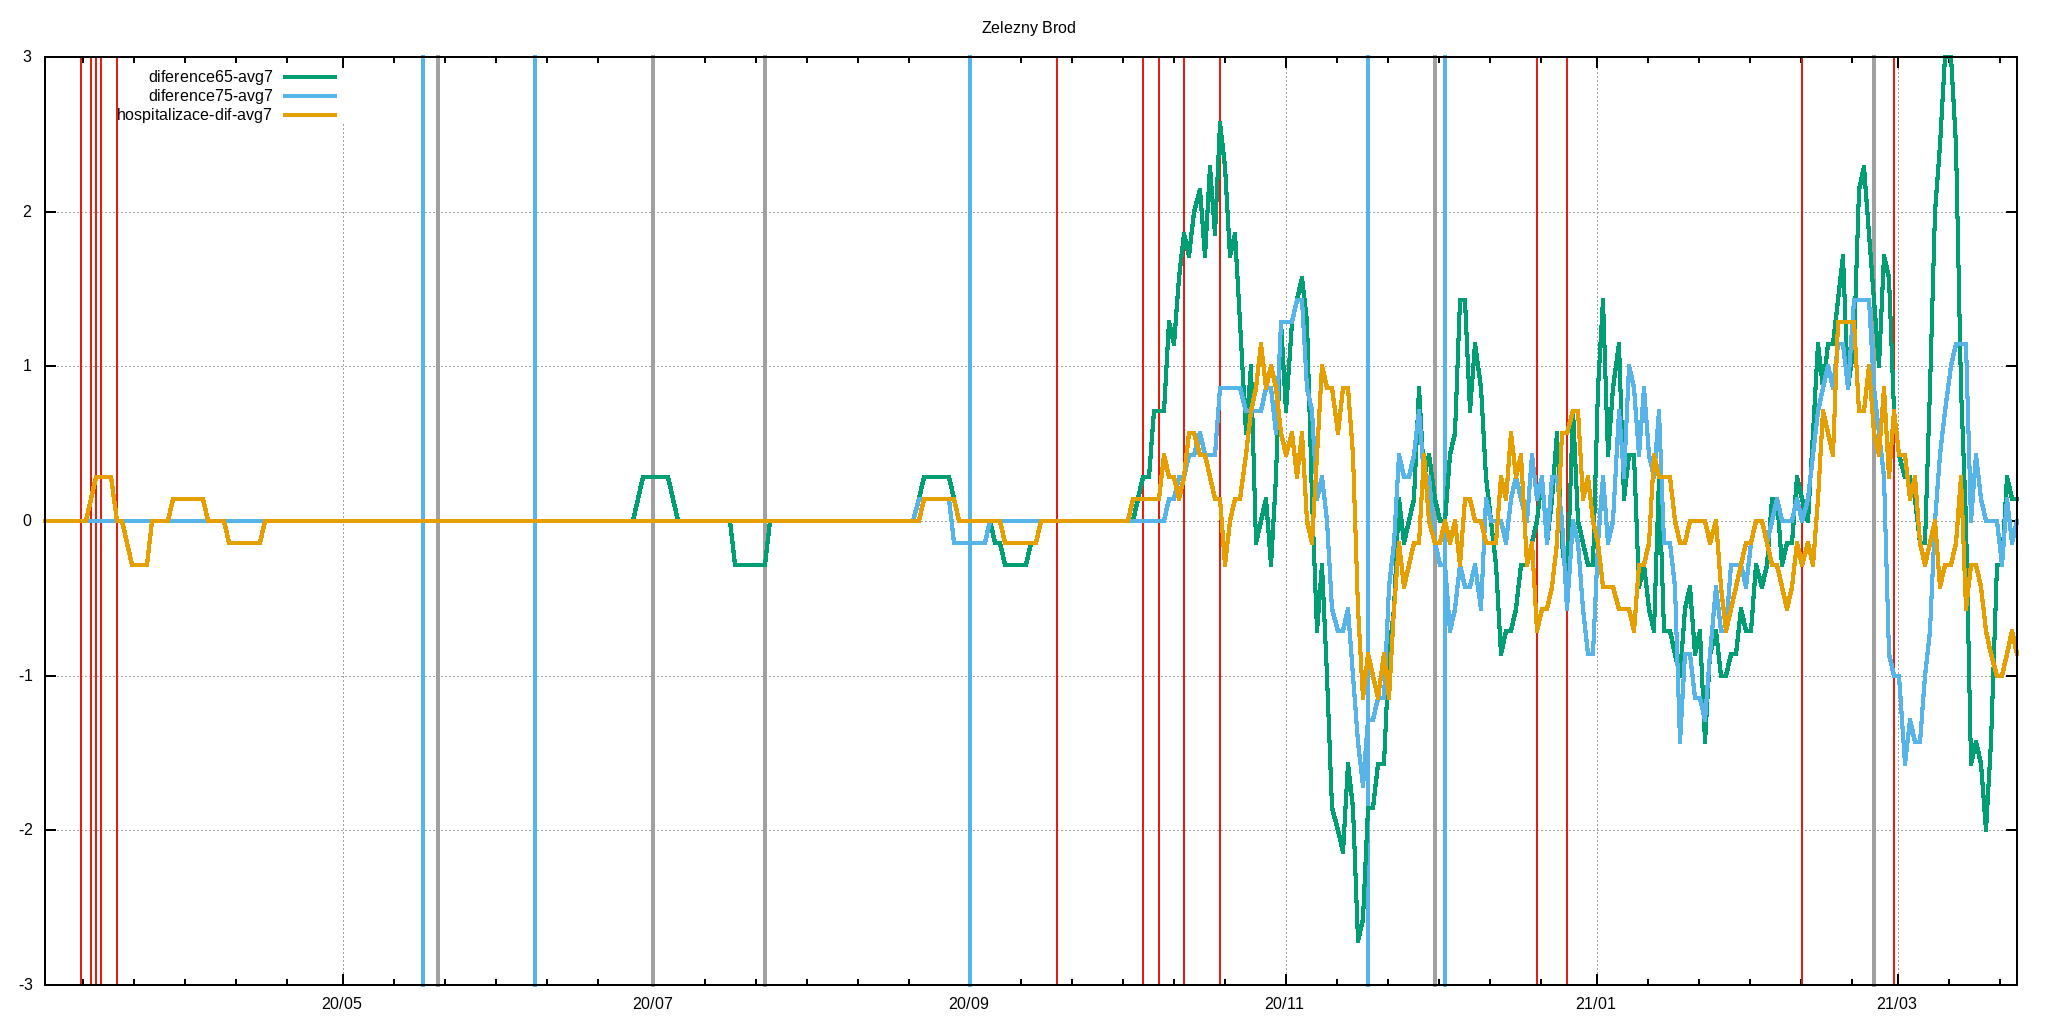 Zelezny Brod
diference65-avg7
diference75-avg7
hospitalizace-dif-avg7
3
2
1
0
-1
-2
-3
20/05 20/07 20/09 20/11 21/01 21/03